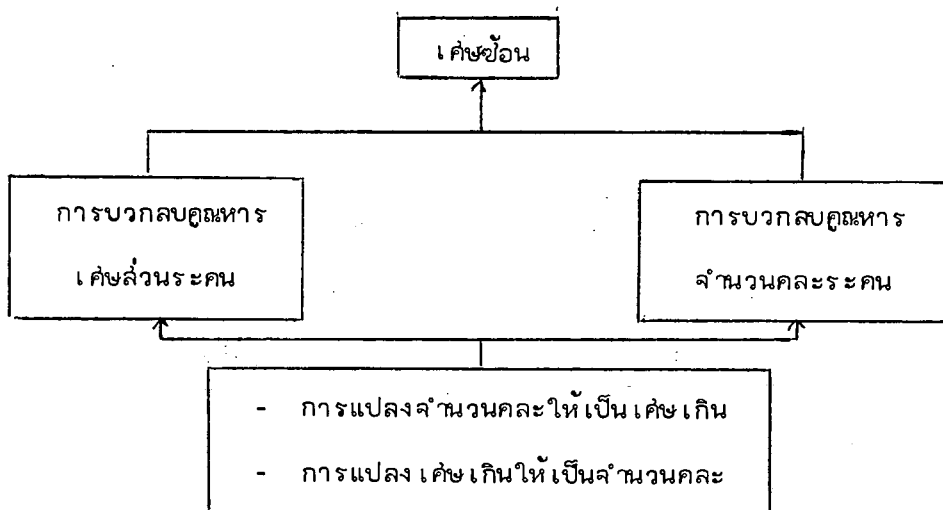 เศษซ้อน
การบวกลบคูณหาร
เศษส่วนระคน
การบวกลบคูณหาร
จำนวนคละระคน
- การแปลงจำนวนคละให้เป็นเศษเกิน
- การแปลงเศษเกินให้เป็นจำนวนคละ